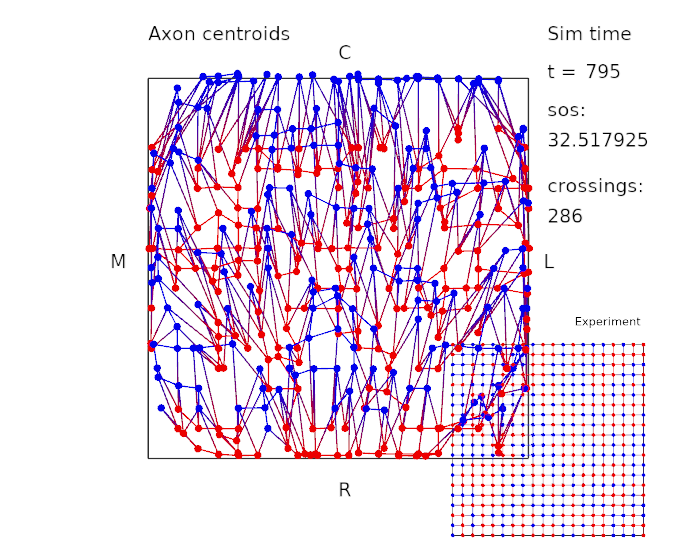 Axon centroids
C
Sim time
t = 795
sos:
32.517925
crossings:
286
M
L
Experiment
R